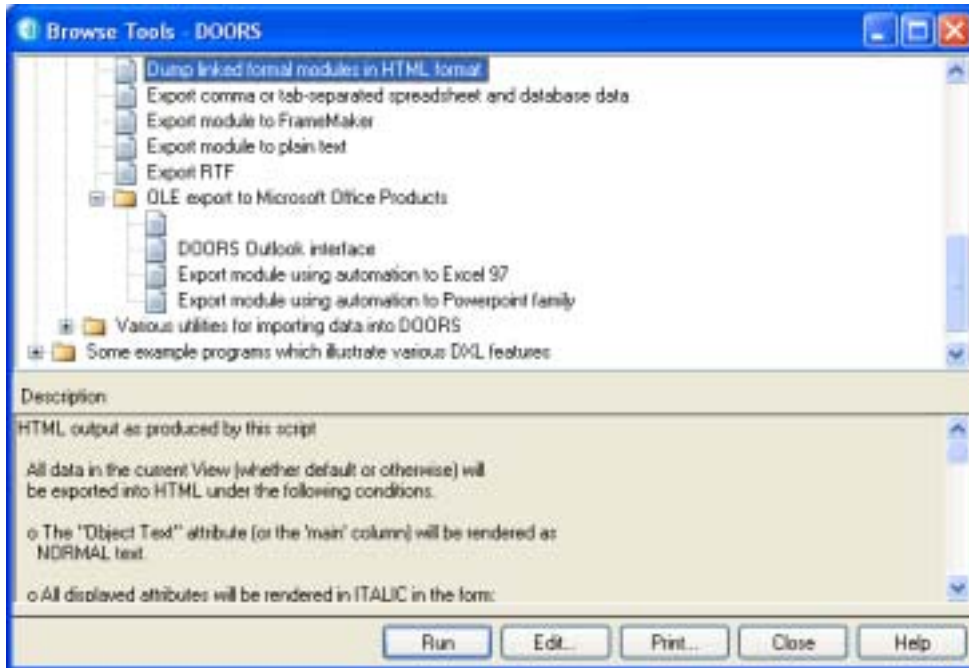 Browse Tools - DOORS
Dump linked formal modules in HTML format
Export comma or tab-separated spreadsheet and database data
Export module to FrameMaker
Export module to plain text
Export RTF
OLE export to Microsoft Office Products
DOORS Outlook interface
Export module using automation to Excel 97
Export module using automation to Powerpoint family
Various utilities for importing data into DOORS
Some example programs which illustrate various DXL features
Description
HTML output as produced by this script
All data in the current View (whether default or otherwise) will
be exported into HTML under the following conditions.
o The "Object Text" attribute (or the 'main' column) will be rendered as
NORMAL text.
o All displayed attributes will be rendered in ITALIC in the form:
Run Edit... Print... Close Help